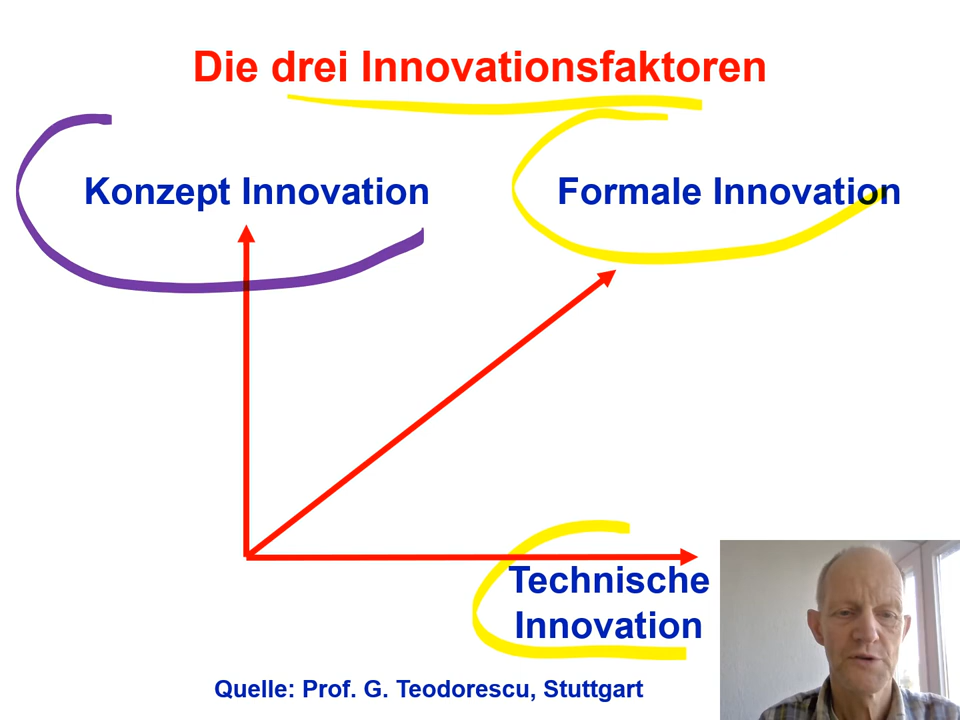 Die drei Innovationsfaktoren
Konzept Innovation
Formale Innovation
Technische
Innovation
Quelle: Prof. G. Teodorescu, Stuttgart